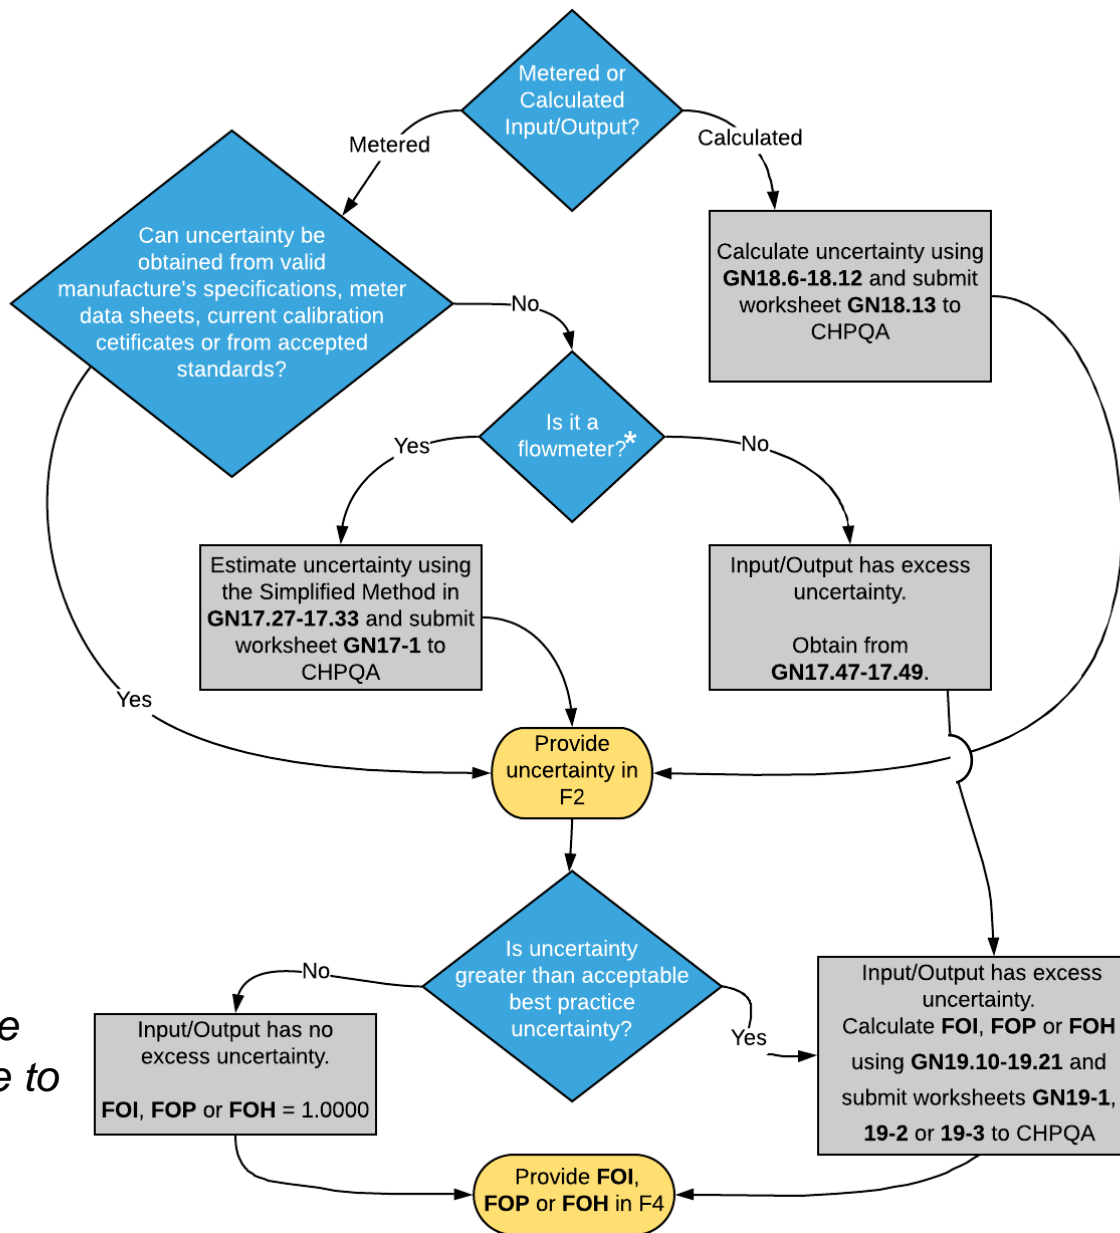 Metered or
Calculated
Input/Output?
Metered
Calculated
Can uncertainty be
obtained from valid
manufacture's specifications, meter
data sheets, current calibration
cetificates or from accepted
standards?
No
Calculate uncertainty using
GN18.6-18.12 and submit
worksheet GN18.13 to
CHPQA
Is it a
flowmeter?*
Yes
No
Estimate uncertainty using
the Simplified Method in
GN17.27-17.33 and submit
worksheet GN17-1 to
CHPQA
Input/Output has excess
uncertainty.
Obtain from
GN17.47-17.49.
Yes
Provide
uncertainty in
F2
Is uncertainty
greater than acceptable
best practice
uncertainty?
No
Yes
Input/Output has no
excess uncertainty.
FOI, FOP or FOH = 1.0000
Input/Output has excess
uncertainty.
Calculate FOI, FOP or FOH
using GN19.10-19.21 and
submit worksheets GN19-1,
19-2 or 19-3 to CHPQA
e to
Provide FOI,
FOP or FOH in F4